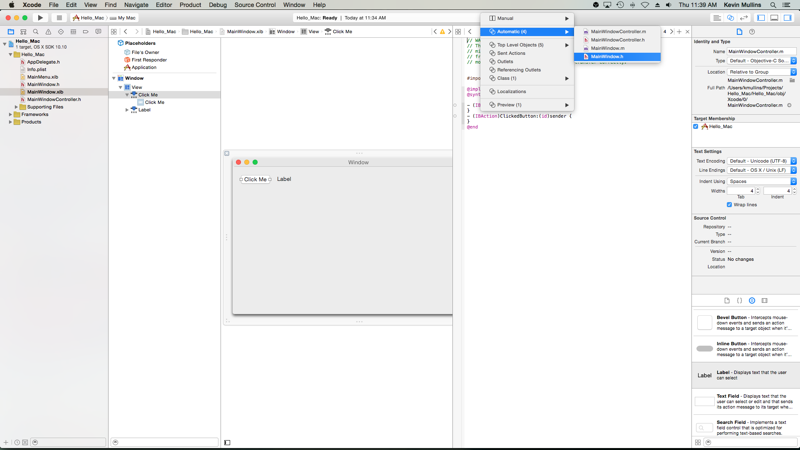 Xcode File Edit View Find Navigate Editor Product Debug Source Control Window Help
Thu 11:39 AM Kevin Mullins
Hello_Mac My Mac
Hello_Mac: Ready Today at 11:34 AM
Hello_Mac
1 target, OS X SDK 10.10
Hello_Mac
AppDelegate.h
Info.plist
MainMenu.xib
MainWindow.h
MainWindow.xib
MainWindowController.h
Supporting Files
Frameworks
Products
Hello_Mac Hello_Mac MainWindow.xib Window View Click Me
Placeholders
File's Owner
First Responder
Application
Window
View
Click Me
Click Me
Label
Window
Click Me Label
Manual
Automatic (4)
Top Level Objects (8)
Sent Actions
Outlets
Referencing Outlets
Class (1)
Localizations
Preview (1)
MainWindowController.m
MainWindowController.h
MainWindow.m
MainWindow.h
}
- (IBAction)ClickedButton:(id)sender {
}
@end
Identity and Type
Name MainWindowController.m
Type Default - Objective-C So...
Location Relative to Group
MainWindowController.m
Full Path /Users/kmullins/Projects/
Hello_Mac/Hello_Mac/obj/
Xcode/0/
MainWindowController.m
Target Membership
Hello_Mac
Text Settings
Text Encoding Default - Unicode (UTF-8)
Line Endings Default - OS X / Unix (LF)
Indent Using Spaces
Widths 4 4
Tab Indent
Wrap lines
Source Control
Repository --
Type --
Current Branch --
Version --
Status No changes
Location
Bevel Button - Intercepts mouse-
down events and sends an action
message to a target object when it'...
Inline Button - Intercepts mouse-
down events and sends an action
message to a target object when it'...
Label
Label - Displays text that the user
can select
Text Field - Displays text that the
user can select or edit and that sends
its action message to its target whe...
Search Field - Implements a text
field control that is optimized for
performing text-based searches.